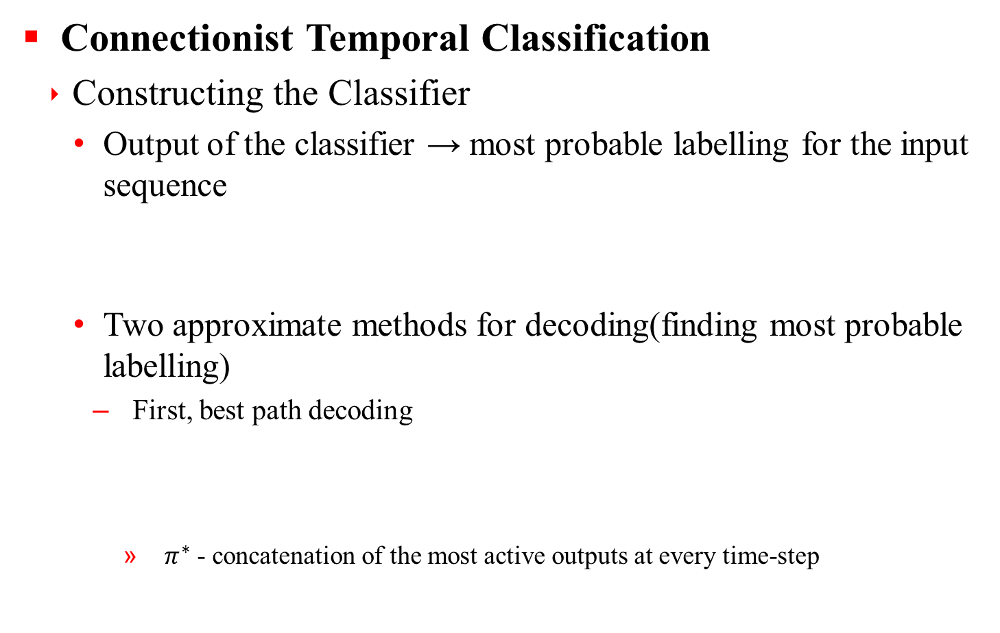 ▪ Connectionist Temporal Classification
‣ Constructing the Classifier
• Output of the classifier → most probable labelling for the input
sequence
• Two approximate methods for decoding(finding most probable
labelling)
– First, best path decoding
» π* - concatenation of the most active outputs at every time-step